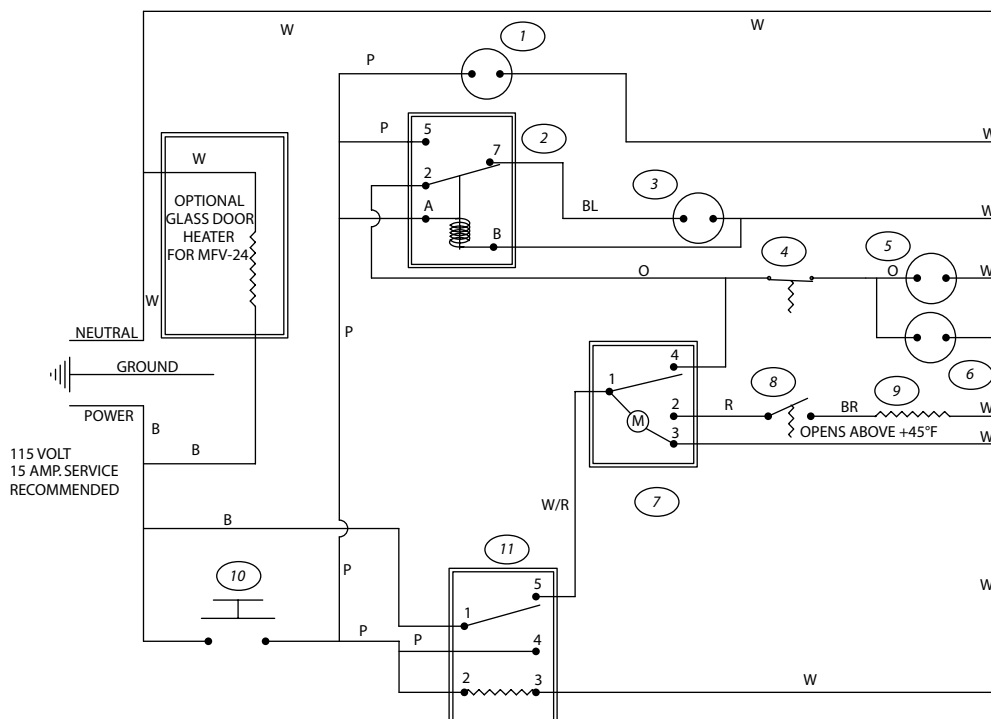 W
W
1
P
P
5
2
W
7
W
2
3
OPTIONAL
GLASS DOOR
HEATER
FOR MFV-24
A
BL
W
B
4
5
O
O
W
W
P
NEUTRAL
GROUND
POWER
4
1
8
9
6
2
R
BR
W
M
3
OPENS ABOVE +45°F
W
B
B
115 VOLT
15 AMP. SERVICE
RECOMMENDED
W/R
7
B
11
10
P
5
W
1
P
P
4
2
3
W